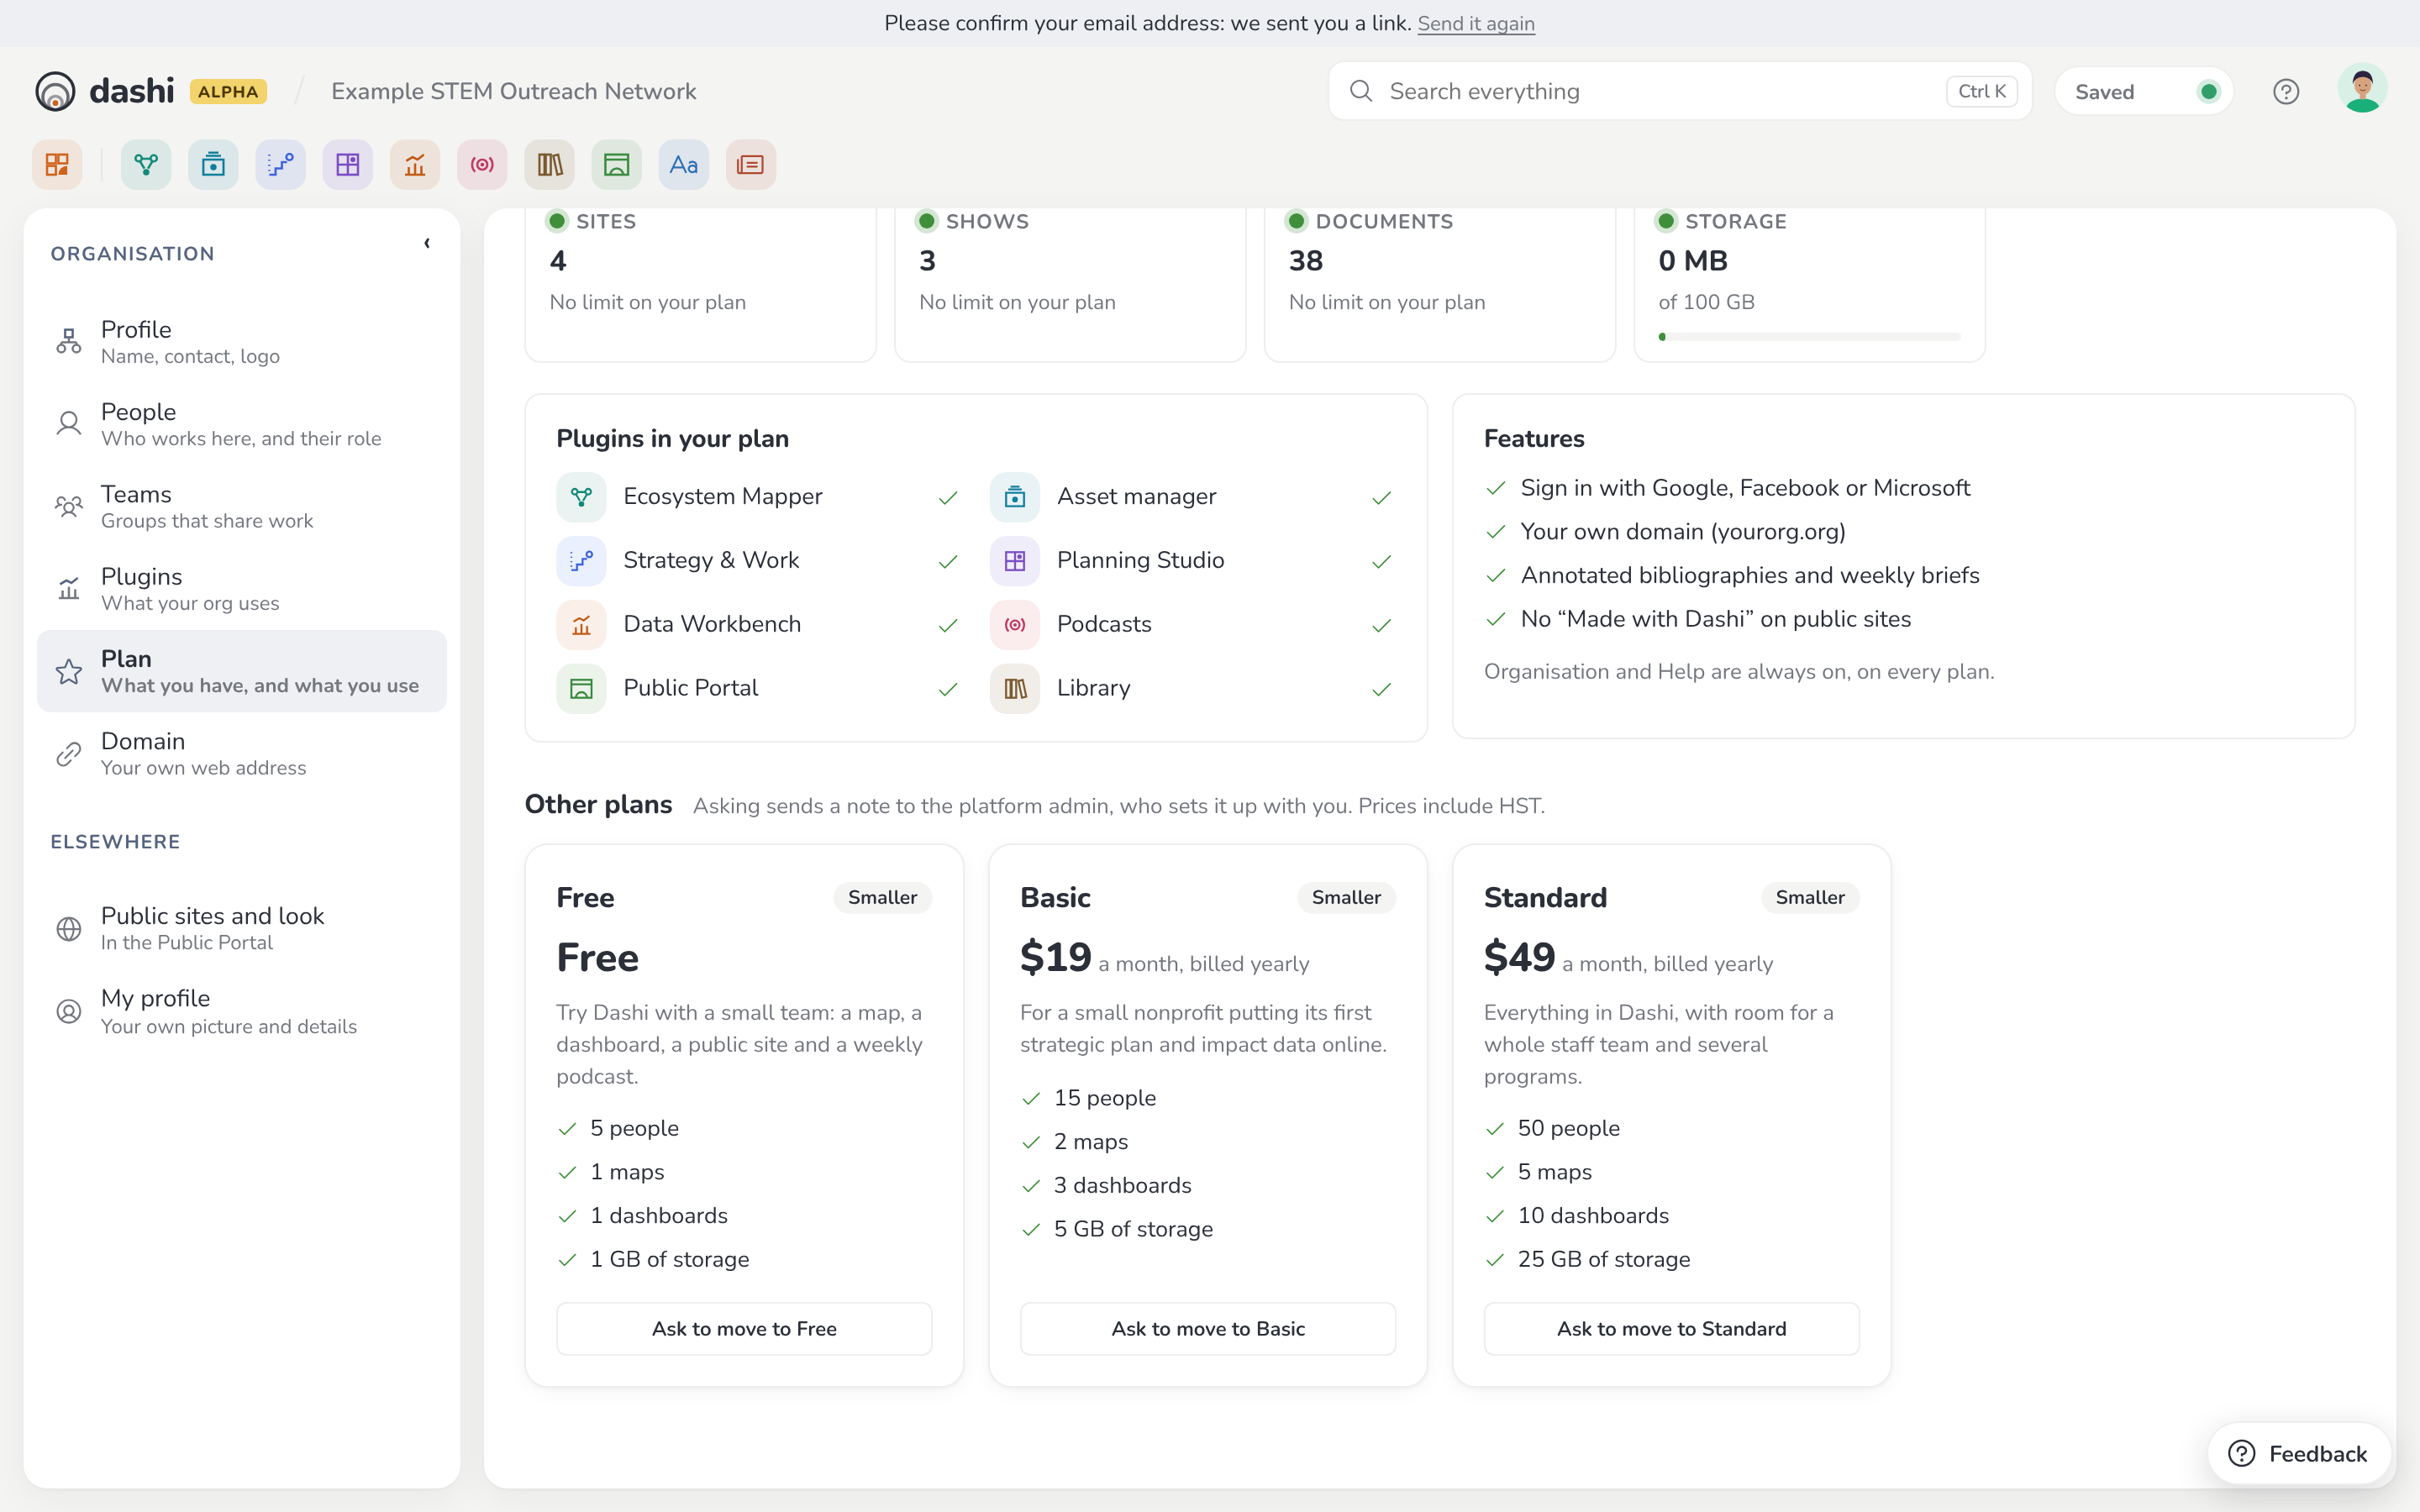 Please confirm your email address: we sent you a link. Send it again
dashi ALPHA / Example STEM Outreach Network
Search everything Ctrl K
Saved
Aa
ORGANISATION
Profile
Name, contact, logo
People
Who works here, and their role
Teams
Groups that share work
Plugins
What your org uses
Plan
What you have, and what you use
Domain
Your own web address
ELSEWHERE
Public sites and look
In the Public Portal
My profile
Your own picture and details
SITES
4
No limit on your plan
SHOWS
3
No limit on your plan
DOCUMENTS
38
No limit on your plan
STORAGE
0 MB
of 100 GB
Plugins in your plan
Ecosystem Mapper
Asset manager
Strategy & Work
Planning Studio
Data Workbench
Podcasts
Public Portal
Library
Features
Sign in with Google, Facebook or Microsoft
Your own domain (yourorg.org)
Annotated bibliographies and weekly briefs
No “Made with Dashi” on public sites
Organisation and Help are always on, on every plan.
Other plans Asking sends a note to the platform admin, who sets it up with you. Prices include HST.
Free Smaller
Free
Try Dashi with a small team: a map, a
dashboard, a public site and a weekly
podcast.
5 people
1 maps
1 dashboards
1 GB of storage
Ask to move to Free
Basic Smaller
$19 a month, billed yearly
For a small nonprofit putting its first
strategic plan and impact data online.
15 people
2 maps
3 dashboards
5 GB of storage
Ask to move to Basic
Standard Smaller
$49 a month, billed yearly
Everything in Dashi, with room for a
whole staff team and several
programs.
50 people
5 maps
10 dashboards
25 GB of storage
Ask to move to Standard
Feedback